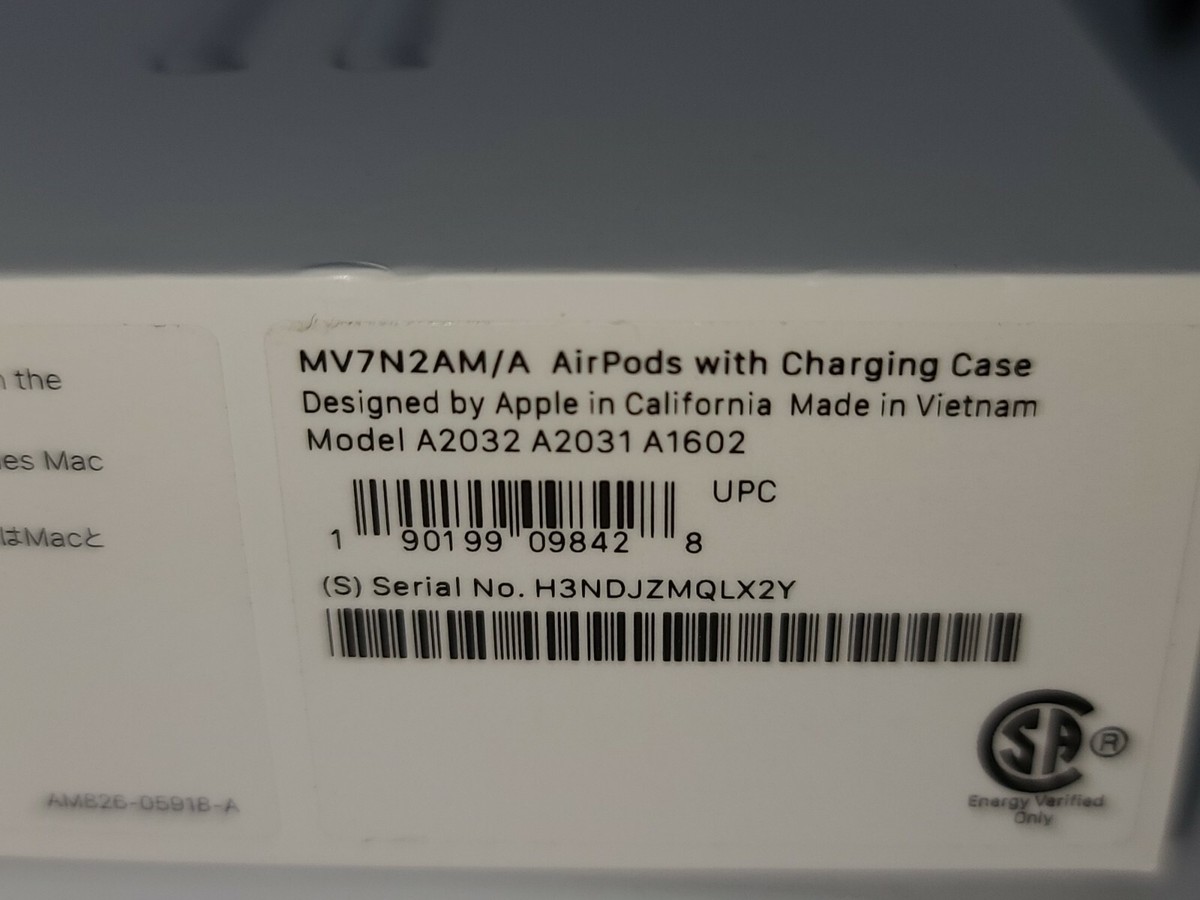 n the
es Mac
はMacと
AM826-05918-A
MV7N2AM/A AirPods with Charging Case
Designed by Apple in California Made in Vietnam
Model A2032 A2031 A1602
UPC
1 90199 09842 8
(S) Serial No. H3NDJZMQLX2Y
SA ®
Energy Verified
Only